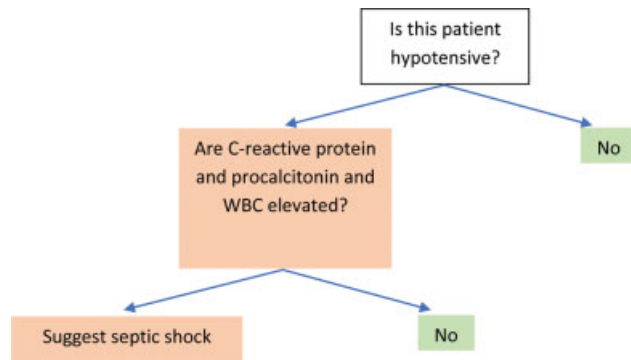 Is this patient
hypotensive?
Are C-reactive protein
and procalcitonin and
WBC elevated?
No
Suggest septic shock
No